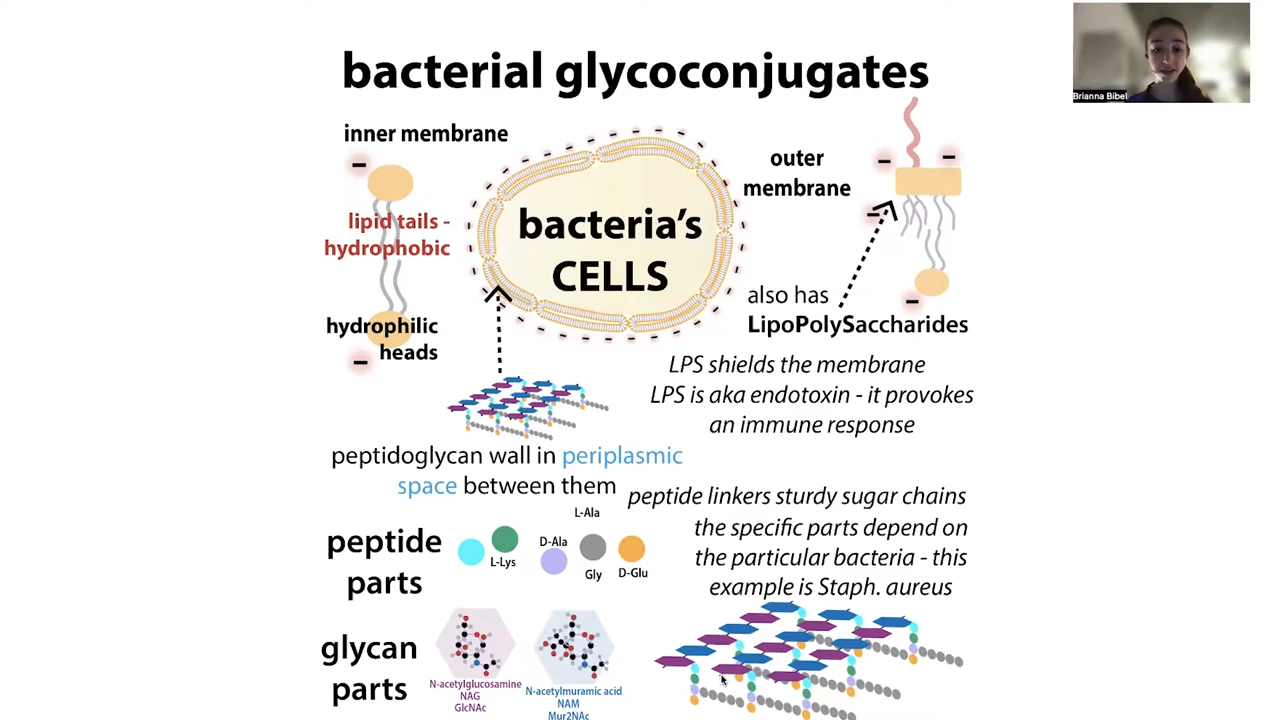 bacterial glycoconjugates
Brianna Bibel
inner membrane
lipid tails -
hydrophobic
hydrophilic
heads
bacteria's
CELLS
outer
membrane
also has
LipoPolySaccharides
LPS shields the membrane
LPS is aka endotoxin - it provokes
an immune response
peptidoglycan wall in periplasmic
space between them
peptide linkers sturdy sugar chains
the specific parts depend on
the particular bacteria - this
example is Staph. aureus
peptide
parts
L-Ala
L-Lys
D-Ala
Gly
D-Glu
glycan
parts
N-acetylglucosamine
NAG
GlcNAc
N-acetylmuramic acid
NAM
Mur2NAc